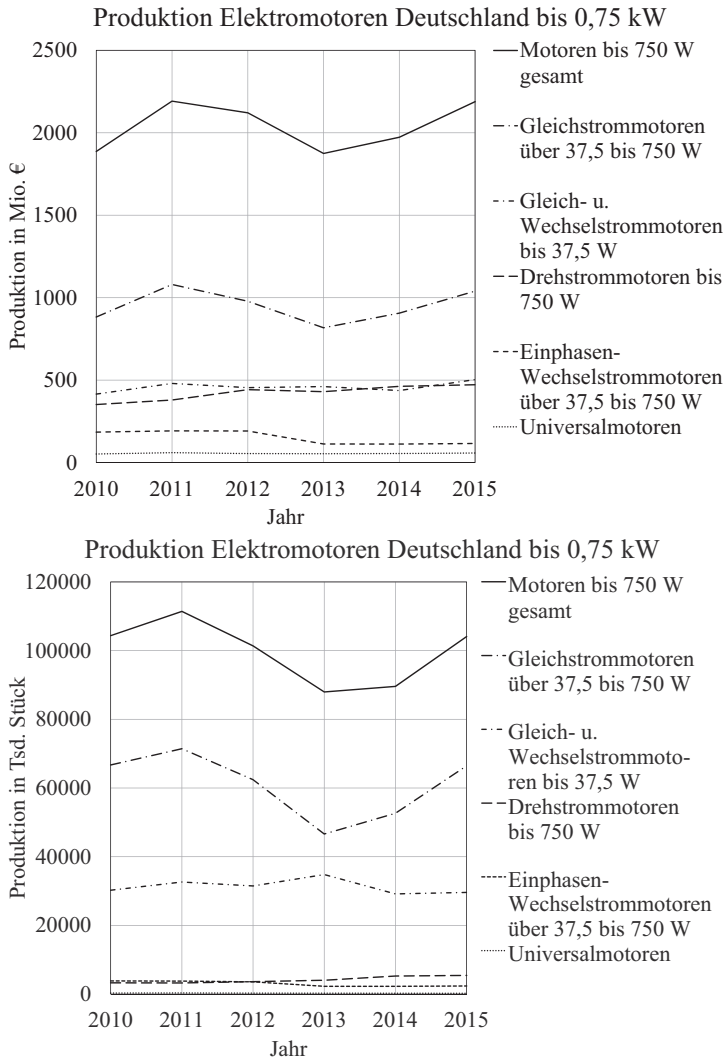 Produktion Elektromotoren Deutschland bis 0,75 kW
2500
2000
1500
1000
500
0
Produktion in Mio. €
2010 2011 2012 2013 2014 2015
Jahr
Motoren bis 750 W
gesamt
Gleichstrommotoren
über 37,5 bis 750 W
Gleich- u.
Wechselstrommotoren
bis 37,5 W
Drehstrommotoren bis
750 W
Einphasen-
Wechselstrommotoren
über 37,5 bis 750 W
Universalmotoren
Produktion Elektromotoren Deutschland bis 0,75 kW
120000
100000
80000
60000
40000
20000
0
Produktion in Tsd. Stück
2010 2011 2012 2013 2014 2015
Jahr
Motoren bis 750 W
gesamt
Gleichstrommotoren
über 37,5 bis 750 W
Gleich- u.
Wechselstrommoto-
ren bis 37,5 W
Drehstrommotoren
bis 750 W
Einphasen-
Wechselstrommotoren
über 37,5 bis 750 W
Universalmotoren